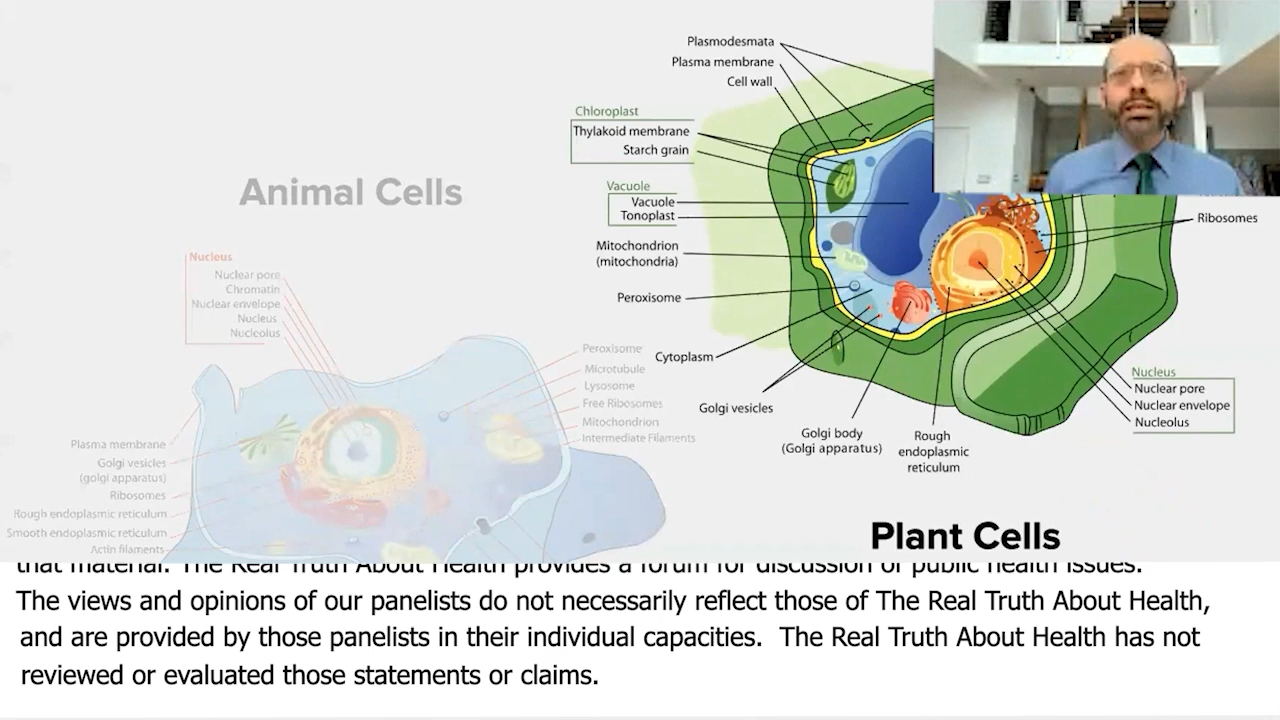 Plasmodesmata
Plasma membrane
Cell wall
Chloroplast
Thylakoid membrane
Starch grain
Vacuole
Vacuole
Tonoplast
Mitochondrion
(mitochondria)
Peroxisome
Cytoplasm
Golgi vesicles
Golgi body
(Golgi apparatus)
Rough
endoplasmic
reticulum
Ribosomes
Nucleus
Nuclear pore
Nuclear envelope
Nucleolus
Plant Cells
Animal Cells
Nucleus
Nuclear pore
Chromatin
Nuclear envelope
Nucleus
Nucleolus
Peroxisome
Microtubule
Lysosome
Free Ribosomes
Mitochondrion
Intermediate Filaments
Plasma membrane
Golgi vesicles
(golgi apparatus)
Ribosomes
Rough endoplasmic reticulum
Smooth endoplasmic reticulum
Actin filaments
that material. The Real Truth About Health provides a forum for discussion of public health issues.
The views and opinions of our panelists do not necessarily reflect those of The Real Truth About Health,
and are provided by those panelists in their individual capacities. The Real Truth About Health has not
reviewed or evaluated those statements or claims.